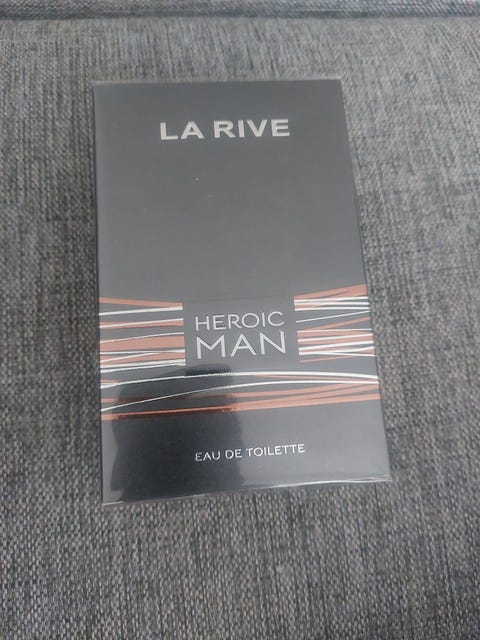 LA RIVE
HEROIC
MAN
EAU DE TOILETTE